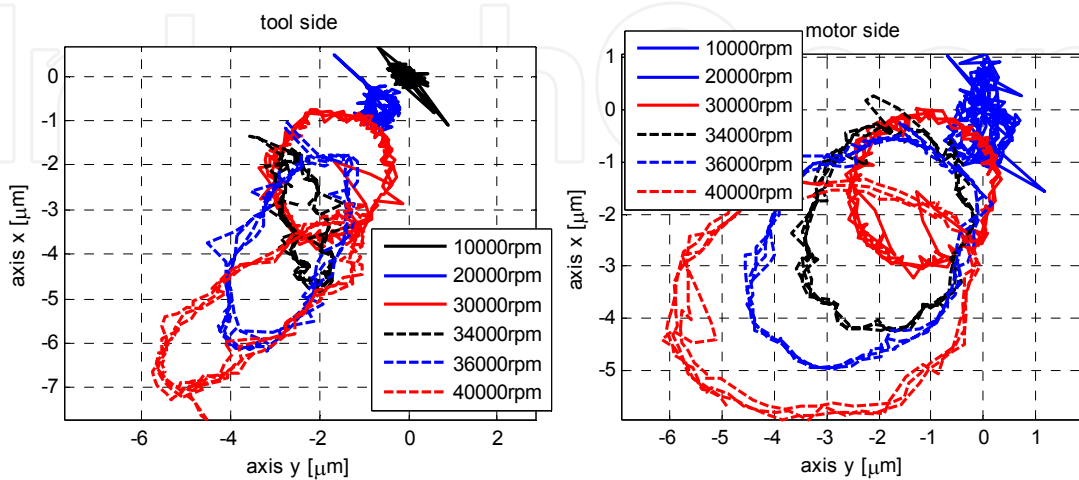 tool side
0
-1
-2
-3
-4
-5
-6
-7
axis x [μm]
-6
-4
-2
0
2
axis y [μm]
10000rpm
20000rpm
30000rpm
34000rpm
36000rpm
40000rpm
motor side
1
0
-1
-2
-3
-4
-5
axis x [μm]
-6
-5
-4
-3
-2
-1
0
1
axis y [μm]
10000rpm
20000rpm
30000rpm
34000rpm
36000rpm
40000rpm